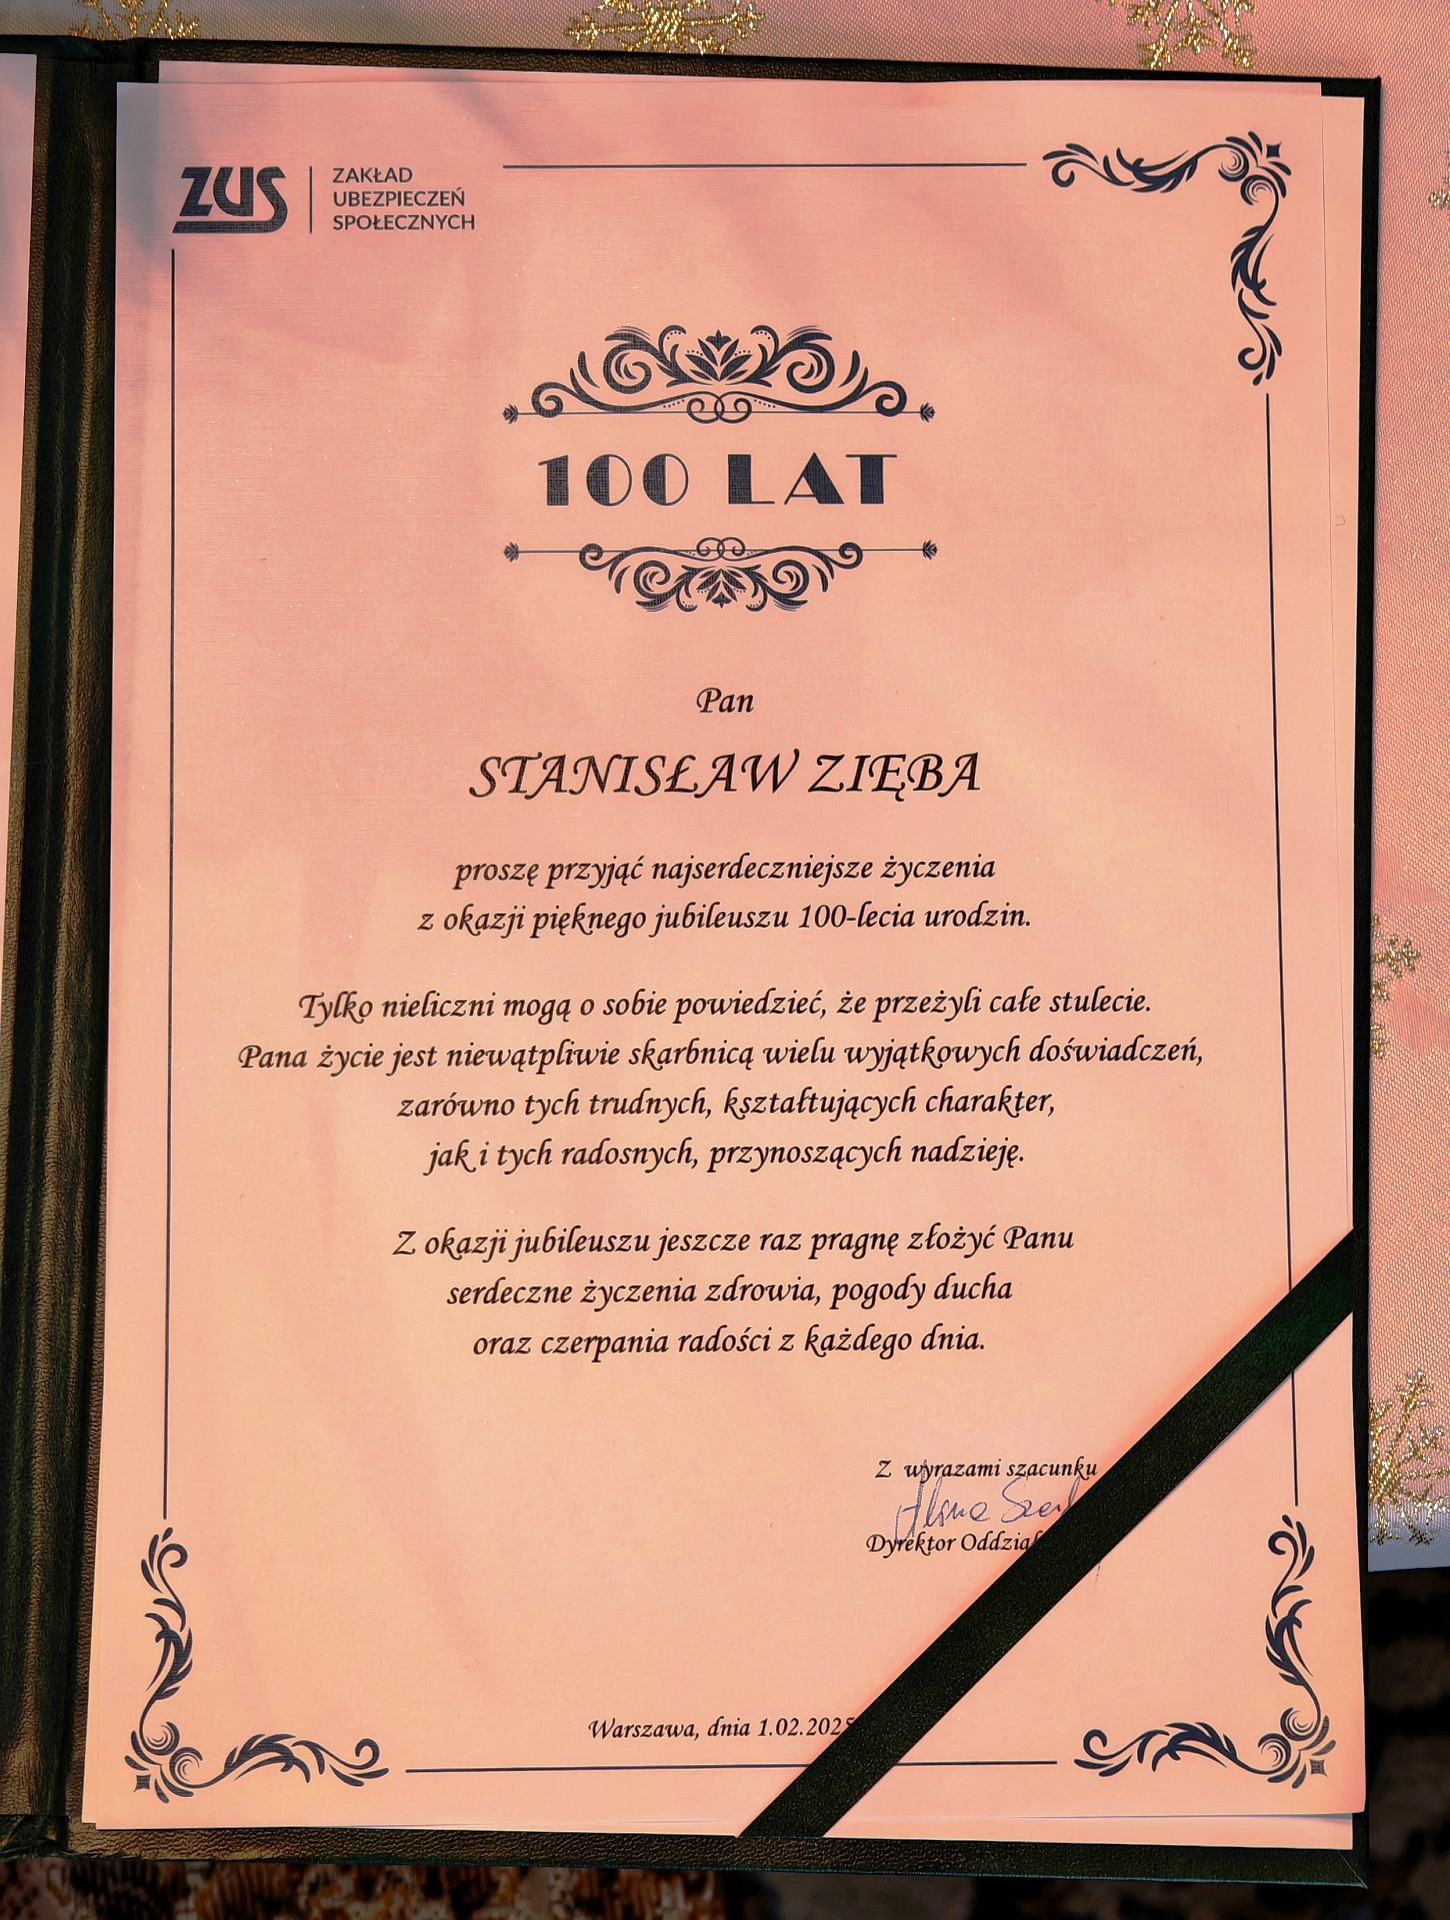 ZUS
ZAKŁAD
UBEZPIECZEŃ
SPOŁECZNYCH
100 LAT
Pan
STANISŁAW ZIĘBA
proszę przyjąć najserdeczniejsze życzenia
z okazji pięknego jubileuszu 100-lecia urodzin.
Tylko nieliczni mogą o sobie powiedzieć, że przeżyli całe stulecie.
Pana życie jest niewątpliwie skarbnicą wielu wyjątkowych doświadczeń,
zarówno tych trudnych, kształtujących charakter,
jak i tych radosnych, przynoszących nadzieję.
Z okazji jubileuszu jeszcze raz pragnę złożyć Panu
serdeczne życzenia zdrowia, pogody ducha
oraz czerpania radości z każdego dnia.
Z wyrazami szacunku
Dyrektor
Warszawa, dnia 1.02.2025